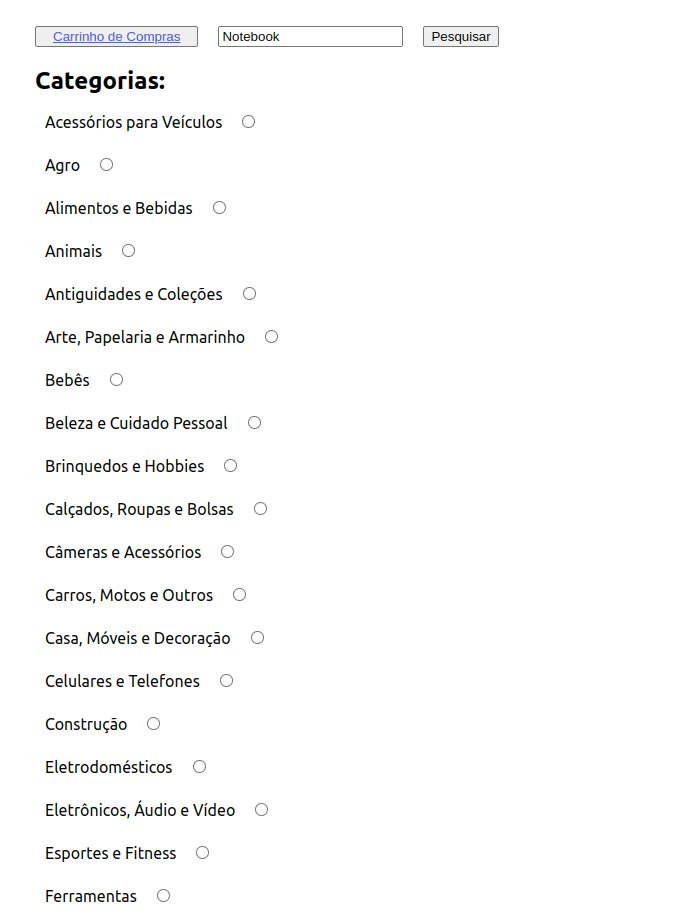 Carrinho de Compras Notebook Pesquisar
Categorias:
Acessórios para Veículos
Agro
Alimentos e Bebidas
Animais
Antiguidades e Coleções
Arte, Papelaria e Armarinho
Bebês
Beleza e Cuidado Pessoal
Brinquedos e Hobbies
Calçados, Roupas e Bolsas
Câmeras e Acessórios
Carros, Motos e Outros
Casa, Móveis e Decoração
Celulares e Telefones
Construção
Eletrodomésticos
Eletrônicos, Áudio e Vídeo
Esportes e Fitness
Ferramentas